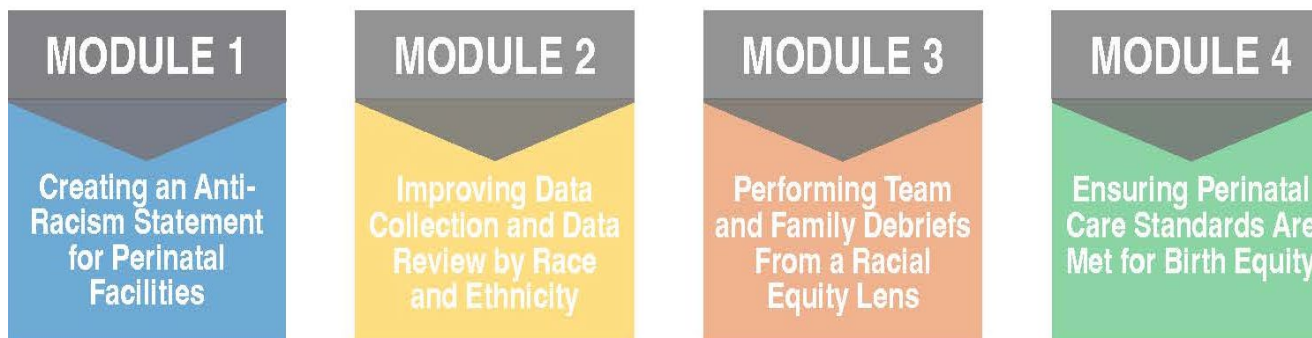 MODULE 1
Creating an Anti-
Racism Statement
for Perinatal
Facilities
MODULE 2
Improving Data
Collection and Data
Review by Race
and Ethnicity
MODULE 3
Performing Team
and Family Debriefs
From a Racial
Equity Lens
MODULE 4
Ensuring Perinatal
Care Standards Are
Met for Birth Equity